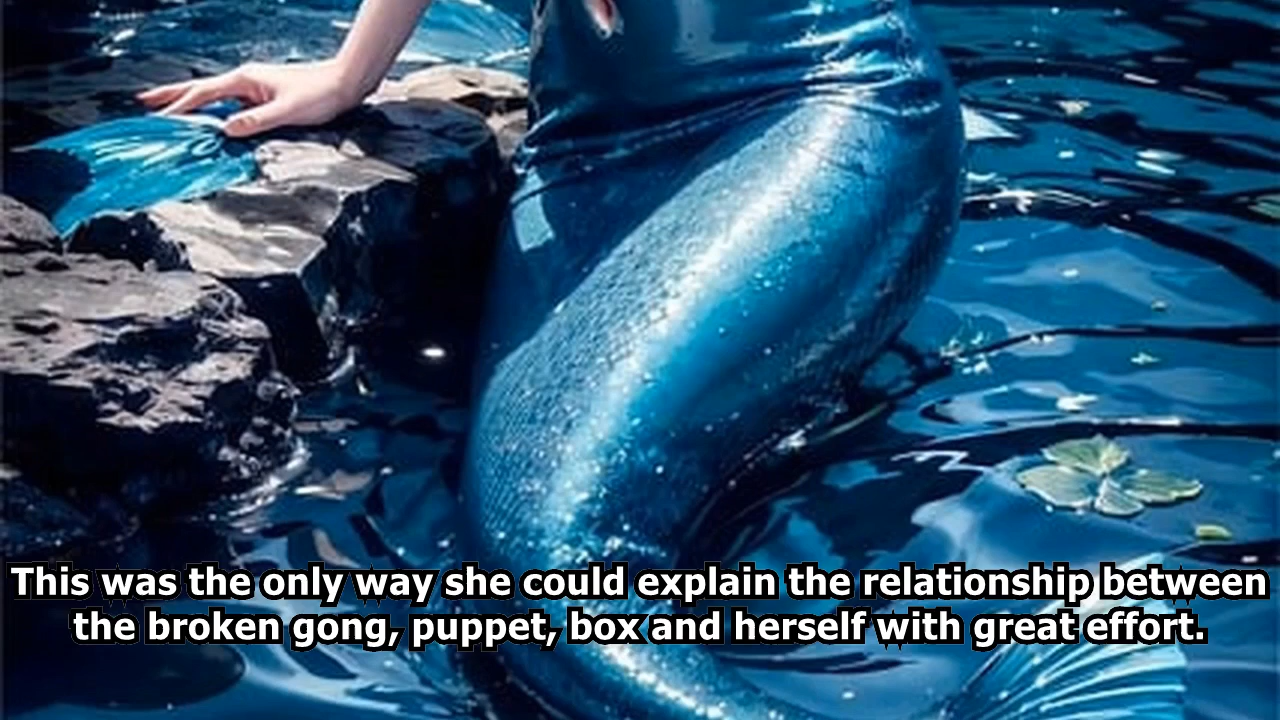 This was the only way she could explain the relationship between
the broken gong, puppet, box and herself with great effort.